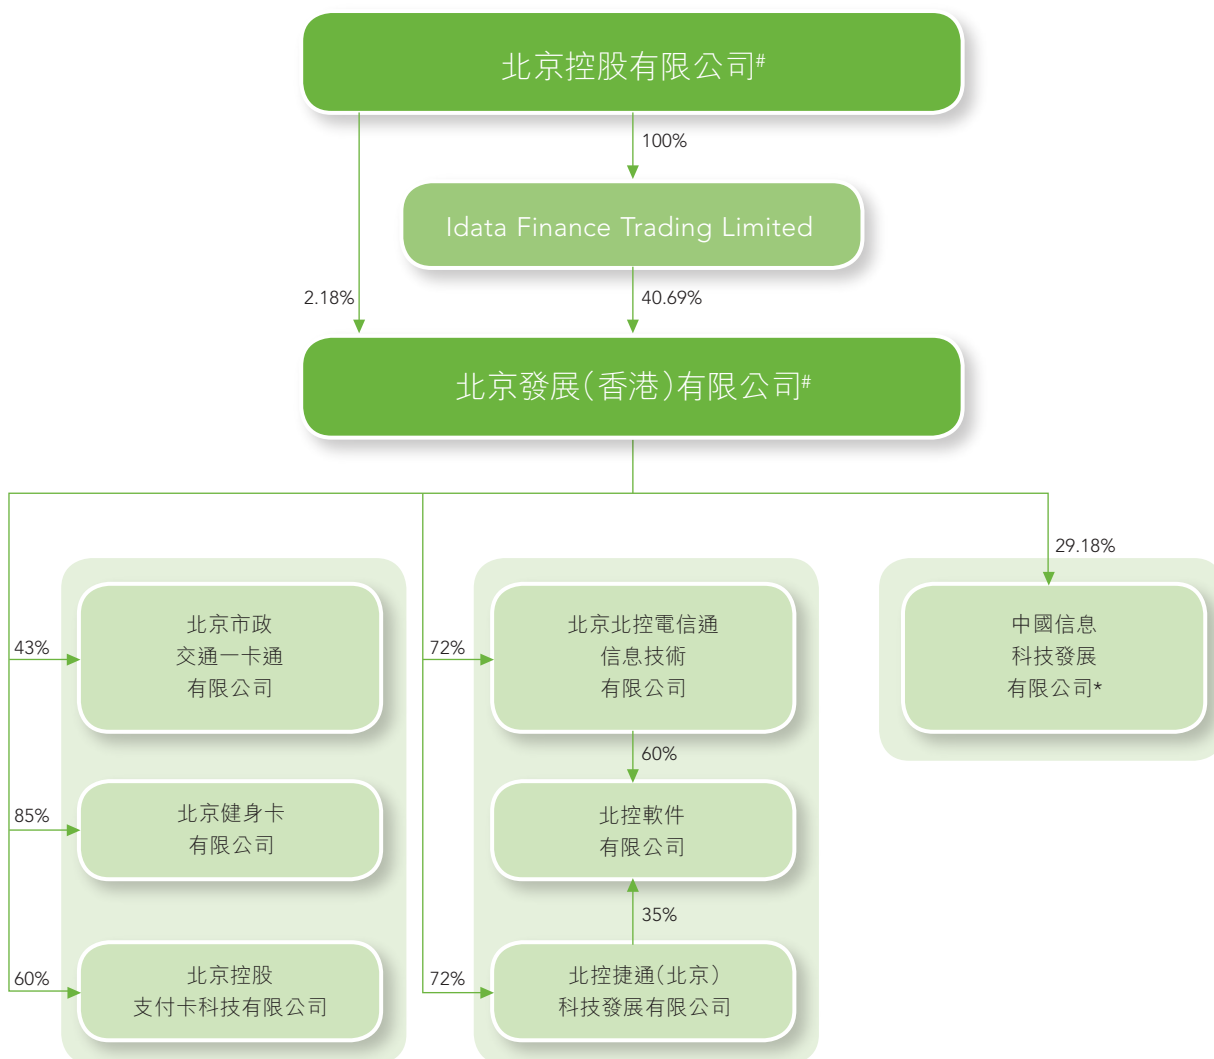 北京控股有限公司#
100%
Idata Finance Trading Limited
2.18%
40.69%
北京發展(香港)有限公司#
29.18%
43%
北京市政
交通一卡通
有限公司
72%
北京北控電信通
信息技術
有限公司
中國信息
科技發展
有限公司*
60%
85%
北京健身卡
有限公司
北控軟件
有限公司
35%
60%
北京控股
支付卡科技有限公司
72%
北控捷通(北京)
科技發展有限公司